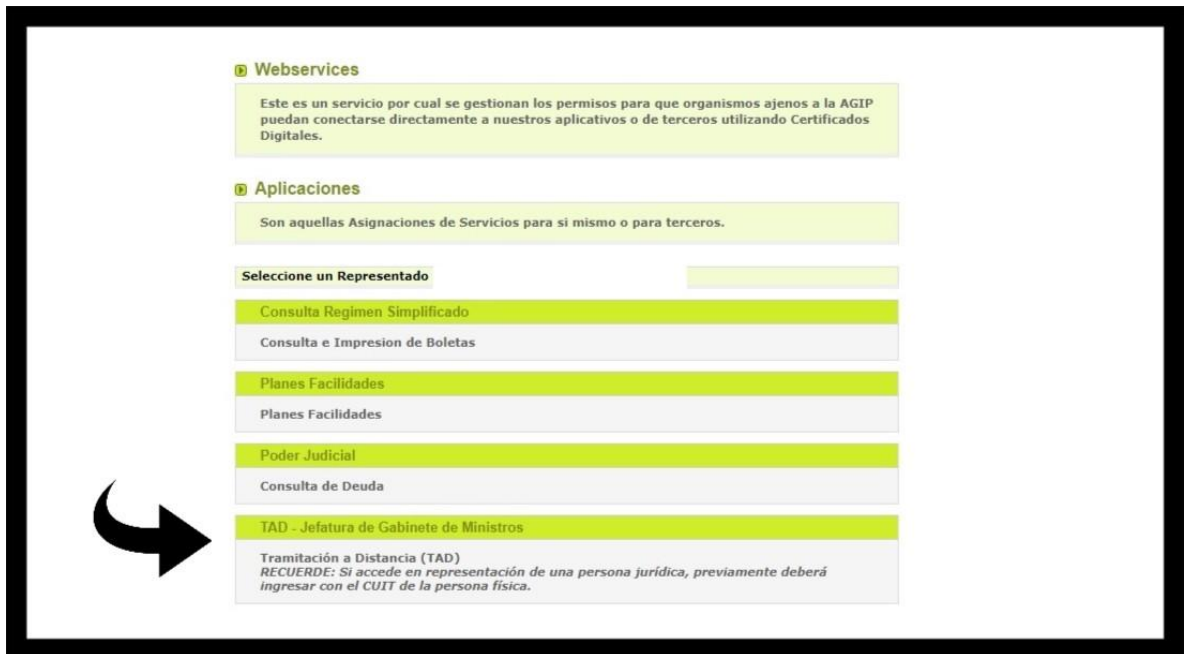 Webservices
Este es un servicio por cual se gestionan los permisos para que organismos ajenos a la AGIP
puedan conectarse directamente a nuestros aplicativos o de terceros utilizando Certificados
Digitales.
Aplicaciones
Son aquellas Asignaciones de Servicios para si mismo o para terceros.
Seleccione un Representado
Consulta Regimen Simplificado
Consulta e Impresion de Boletas
Planes Facilidades
Planes Facilidades
Poder Judicial
Consulta de Deuda
TAD - Jefatura de Gabinete de Ministros
Tramitación a Distancia (TAD)
RECUERDE: Si accede en representación de una persona jurídica, previamente deberá
ingresar con el CUIT de la persona física.